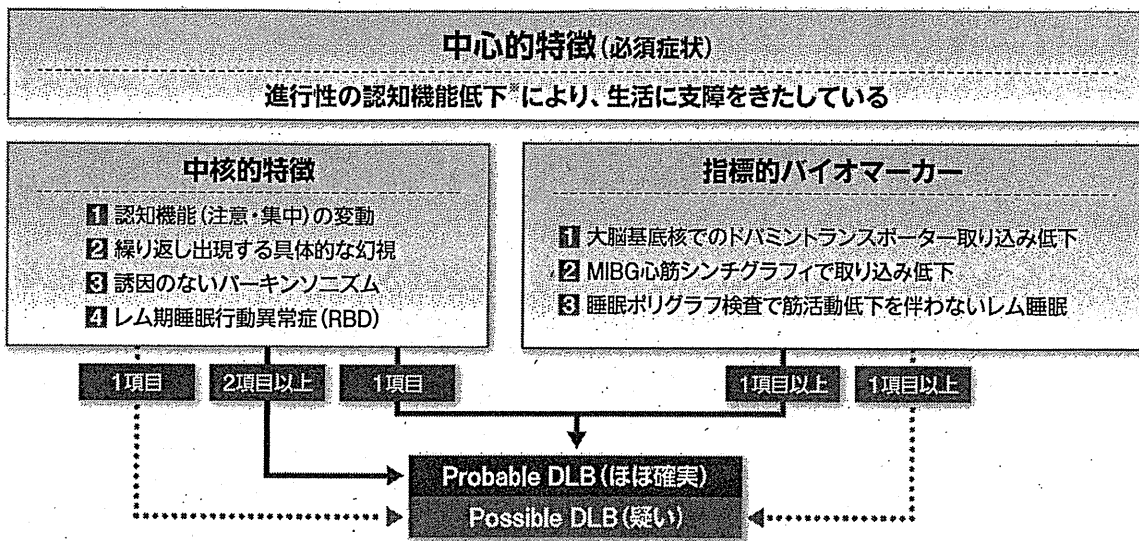 中心的特徴(必須症状)
進行性の認知機能低下※により、生活に支障をきたしている
中核的特徴
1 認知機能(注意・集中)の変動
2 繰り返し出現する具体的な幻視
3 誘因のないパーキンソニズム
4 レム期睡眠行動異常症(RBD)
指標的バイオマーカー
1 大脳基底核でのドパミントランスポーター取り込み低下
2 MIBG心筋シンチグラフィで取り込み低下
3 睡眠ポリグラフ検査で筋活動低下を伴わないレム睡眠
1項目 2項目以上 1項目 1項目以上 1項目以上
Probable DLB(ほぼ確実)
Possible DLB(疑い)